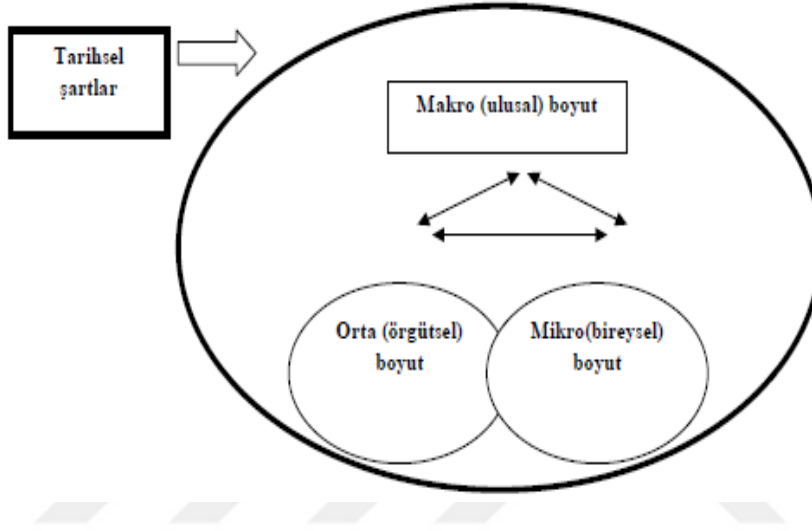 Tarihsel
şartlar
Makro (ulusal) boyut
Orta (örgütsel)
boyut
Mikro(bireysel)
boyut